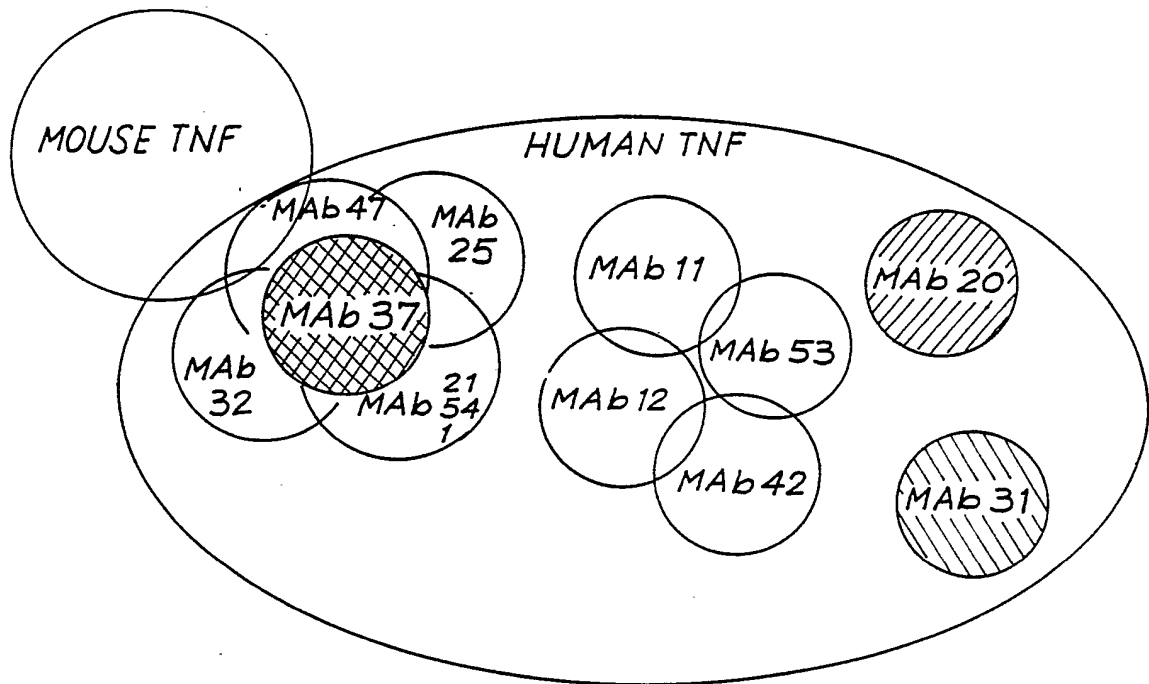 MOUSE TNF
HUMAN TNF
MAb 47
MAb
25
MAb 11
MAb 20
MAb 37
MAb 53
MAb
32
MAb 21
54
1
MAb 12
MAb 42
MAb 31